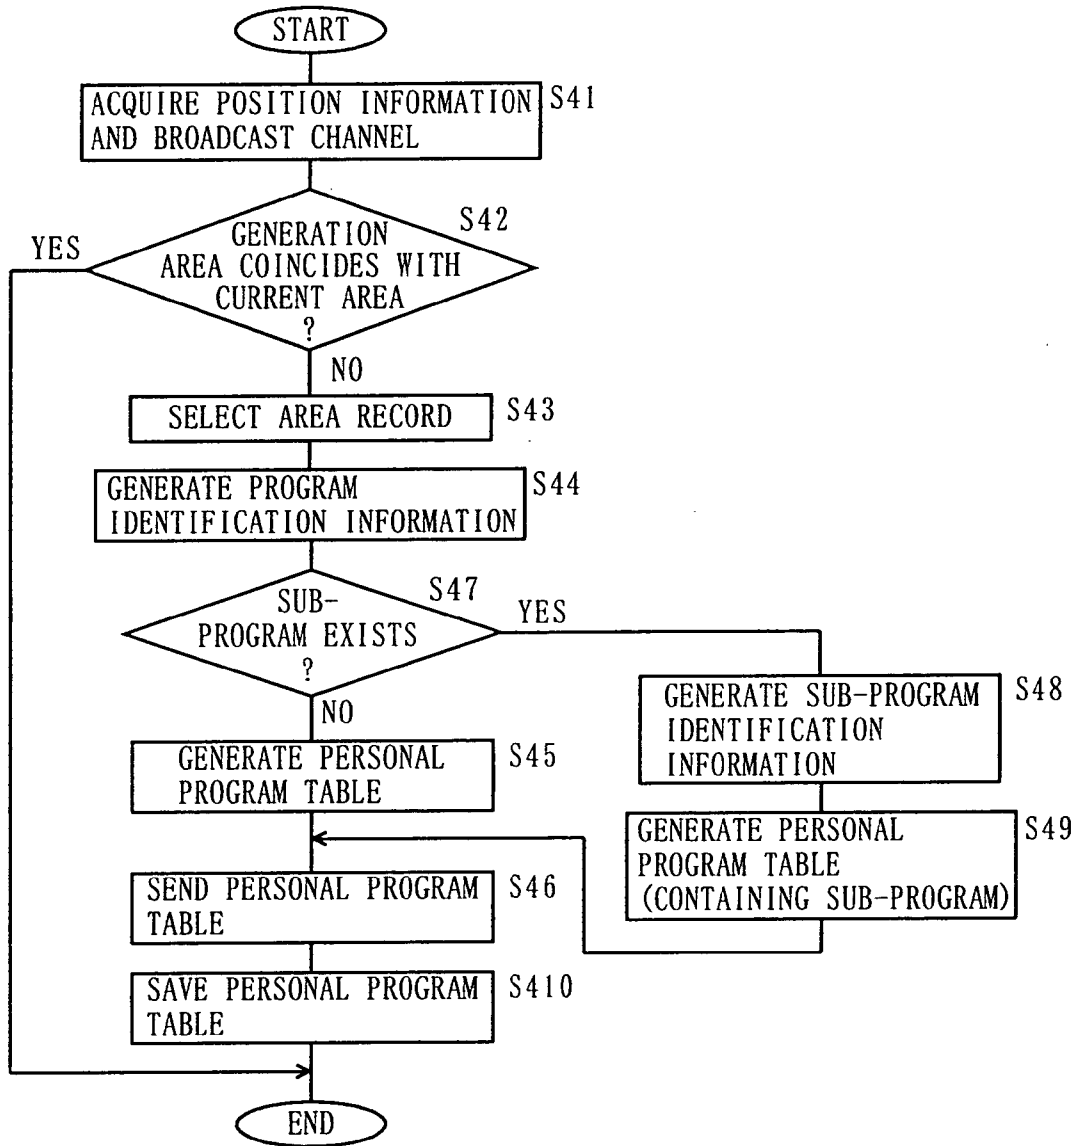 START
ACQUIRE POSITION INFORMATION
AND BROADCAST CHANNEL
S41
GENERATION
AREA COINCIDES WITH
CURRENT AREA
?
S42
YES
NO
SELECT AREA RECORD
S43
GENERATE PROGRAM
IDENTIFICATION INFORMATION
S44
SUB-
PROGRAM EXISTS
?
S47
YES
NO
GENERATE SUB-PROGRAM
IDENTIFICATION
INFORMATION
S48
GENERATE PERSONAL
PROGRAM TABLE
S45
GENERATE PERSONAL
PROGRAM TABLE
(CONTAINING SUB-PROGRAM)
S49
SEND PERSONAL PROGRAM
TABLE
S46
SAVE PERSONAL PROGRAM
TABLE
S410
END